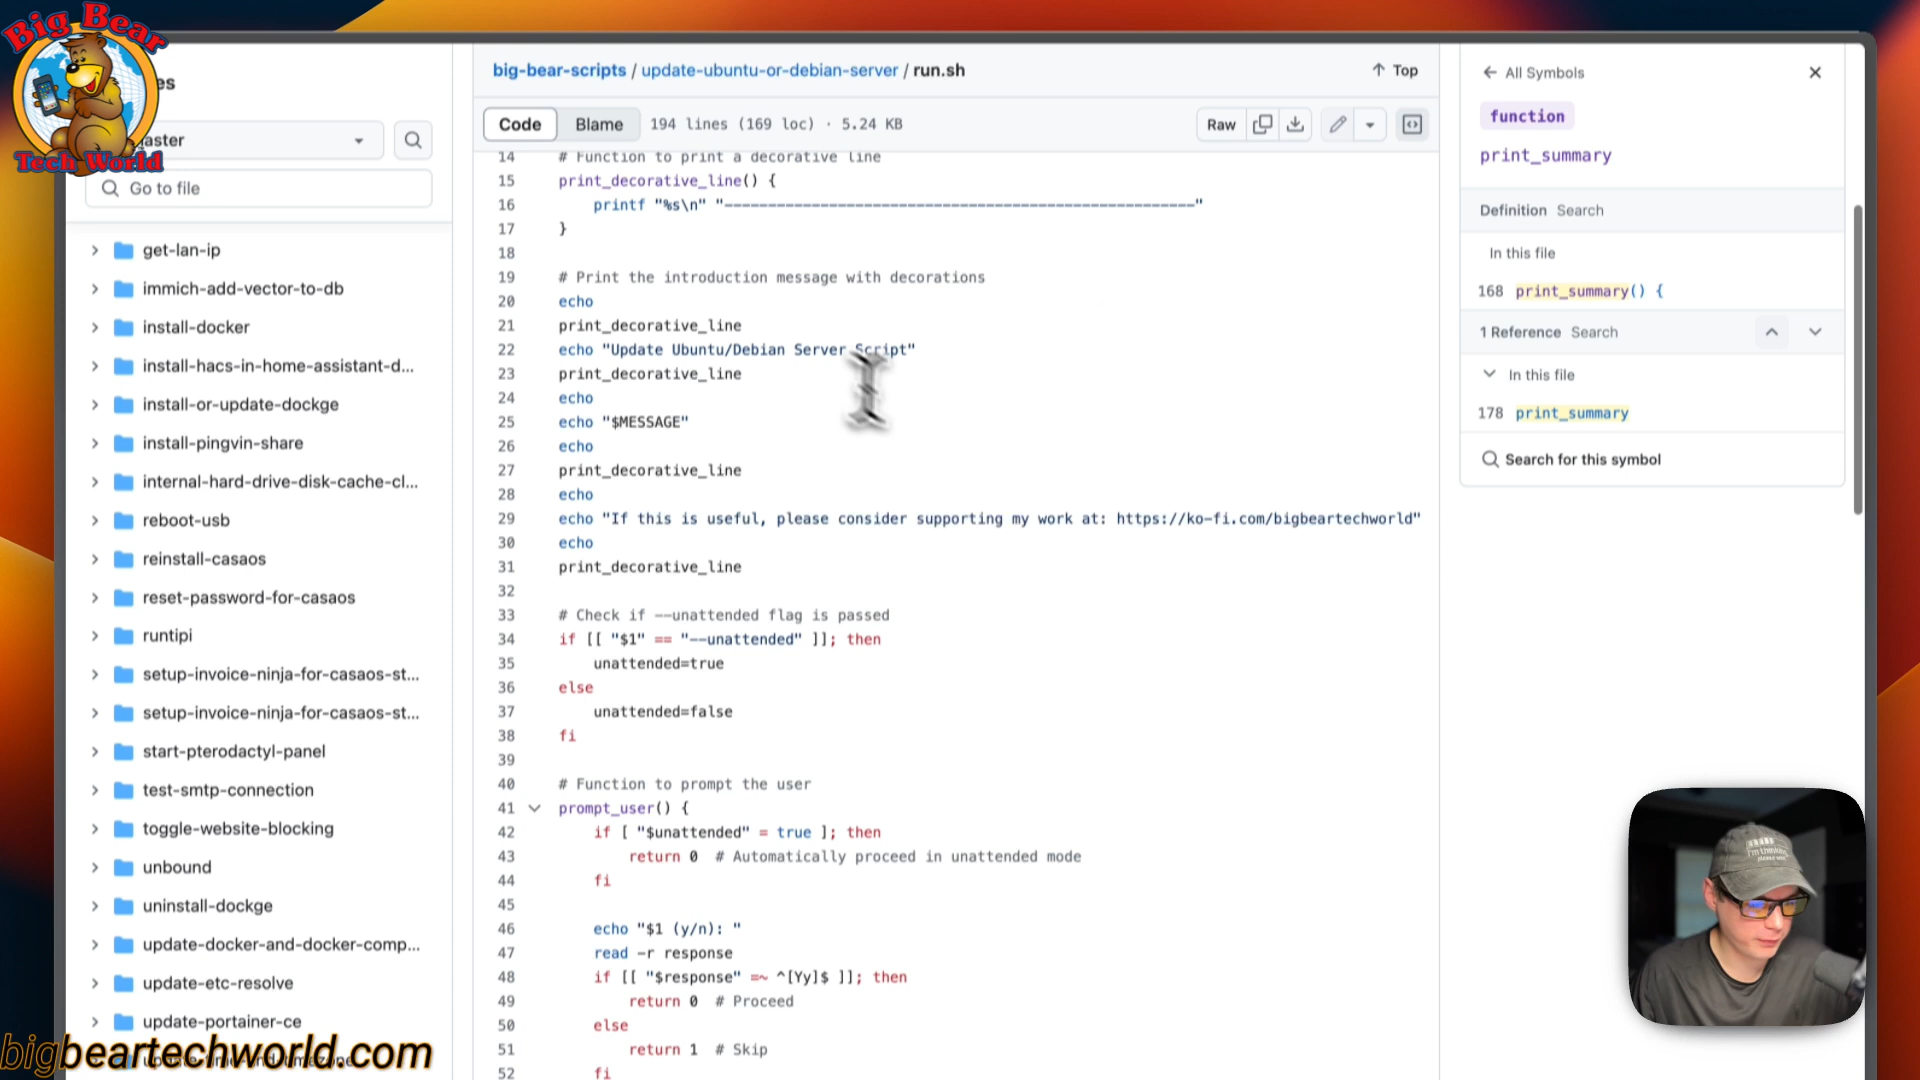 Big Bear
Tech World
es
aster
Go to file
get-lan-ip
immich-add-vector-to-db
install-docker
install-hacs-in-home-assistant-d...
install-or-update-dockge
install-pingvin-share
internal-hard-drive-disk-cache-cl...
reboot-usb
reinstall-casaos
reset-password-for-casaos
runtipi
setup-invoice-ninja-for-casaos-st...
setup-invoice-ninja-for-casaos-st...
start-pterodactyl-panel
test-smtp-connection
toggle-website-blocking
unbound
uninstall-dockge
update-docker-and-docker-comp...
update-etc-resolve
update-portainer-ce
bigbeartechworld.com
big-bear-scripts / update-ubuntu-or-debian-server / run.sh
Top
Code Blame 194 lines (169 loc) · 5.24 KB
Raw
14 # Function to print a decorative line
15 print_decorative_line() {
16 printf "%s\n" "------------------------------------------------------"
17 }
18
19 # Print the introduction message with decorations
20 echo
21 print_decorative_line
22 echo "Update Ubuntu/Debian Server Script"
23 print_decorative_line
24 echo
25 echo "$MESSAGE"
26 echo
27 print_decorative_line
28 echo
29 echo "If this is useful, please consider supporting my work at: https://ko-fi.com/bigbeartechworld"
30 echo
31 print_decorative_line
32
33 # Check if --unattended flag is passed
34 if [[ "$1" == "--unattended" ]]; then
35 unattended=true
36 else
37 unattended=false
38 fi
39
40 # Function to prompt the user
41 prompt_user() {
42 if [ "$unattended" = true ]; then
43 return 0 # Automatically proceed in unattended mode
44 fi
45
46 echo "$1 (y/n): "
47 read -r response
48 if [[ "$response" =~ ^[Yy]$ ]]; then
49 return 0 # Proceed
50 else
51 return 1 # Skip
52 fi
All Symbols
function
print_summary
Definition Search
In this file
168 print_summary() {
1 Reference Search
In this file
178 print_summary
Search for this symbol